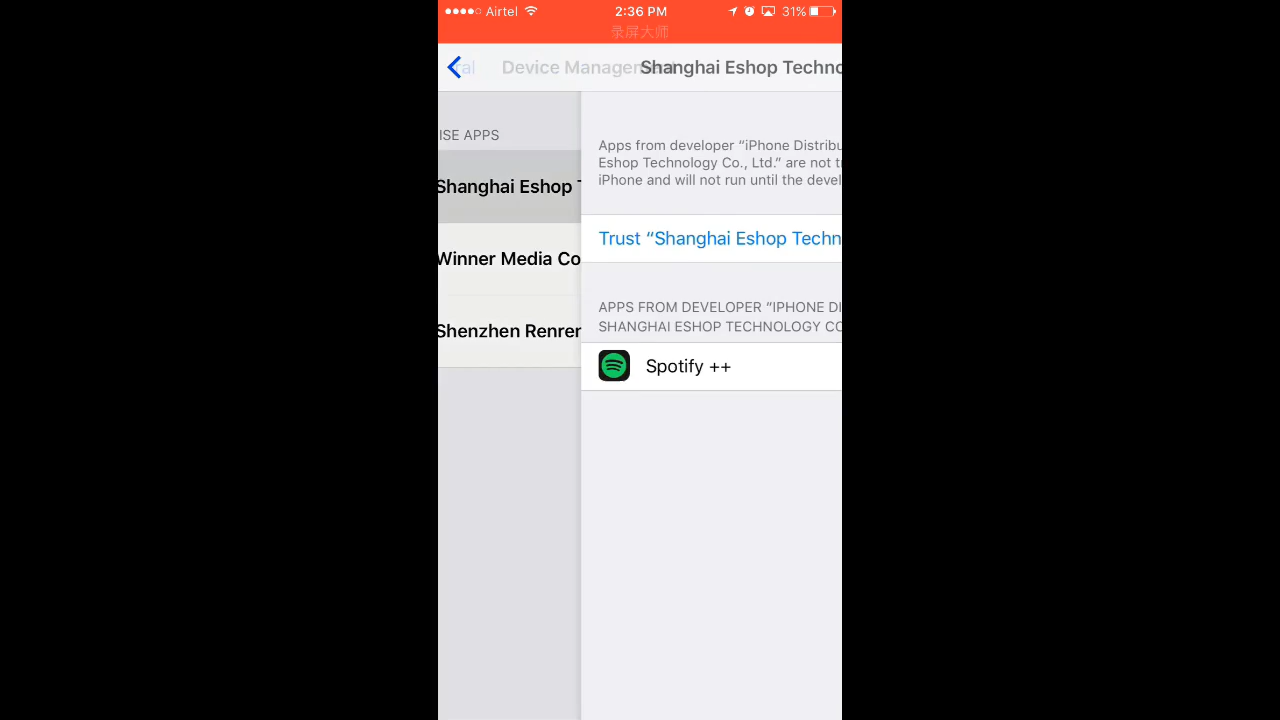 Airtel 2:36 PM 31%
录屏大师
Device Management Shanghai Eshop Techno
ISE APPS
Shanghai Eshop
Winner Media Co
Shenzhen Renren
Apps from developer “iPhone Distribu
Eshop Technology Co., Ltd.” are not t
iPhone and will not run until the devel
Trust “Shanghai Eshop Techn
APPS FROM DEVELOPER “IPHONE DI
SHANGHAI ESHOP TECHNOLOGY CO
Spotify ++